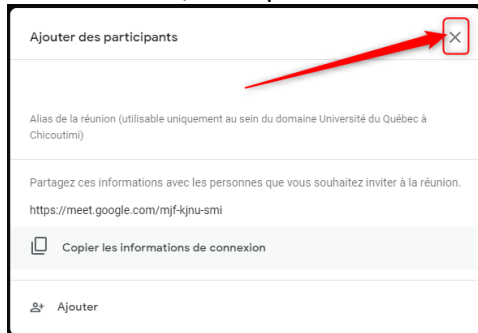 Ajouter des participants
Alias de la réunion (utilisable uniquement au sein du domaine Université du Québec à
Chicoutimi)
Partagez ces informations avec les personnes que vous souhaitez inviter à la réunion.
https://meet.google.com/mjf-kjnu-smi
Copier les informations de connexion
Ajouter